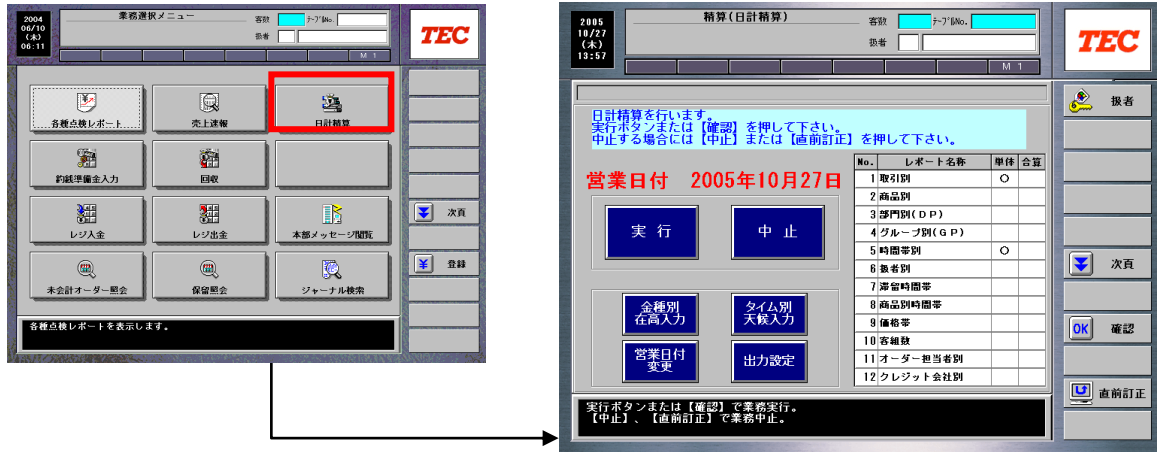 2004
06/10
(木)
06:11
業務選択メニュー
客数
ﾃｰﾌﾞﾙNo.
扱者
M 1
TEC
各種点検レポート
売上速報
日計精算
釣銭準備金入力
回収
レジ入金
レジ出金
本部メッセージ閲覧
未会計オーダー照会
保留照会
ジャーナル検索
次頁
登録
各種点検レポートを表示します。
2005
10/27
(木)
13:57
精算(日計精算)
客数
ﾃｰﾌﾞﾙNo.
扱者
M 1
TEC
日計精算を行います。
実行ボタンまたは【確認】を押して下さい。
中止する場合には【中止】または【直前訂正】を押して下さい。
営業日付 2005年10月27日
実 行
中 止
金種別
在高入力
タイム別
天候入力
営業日付
変更
出力設定
No. レポート名称 単体 合算
1 取引別 ○
2 商品別
3 部門別(DP)
4 グループ別(GP)
5 時間帯別 ○
6 扱者別
7 滞留時間帯
8 商品別時間帯
9 価格帯
10 客組数
11 オーダー担当者別
12 クレジット会社別
扱者
次頁
OK 確認
直前訂正
実行ボタンまたは【確認】で業務実行。
【中止】、【直前訂正】で業務中止。